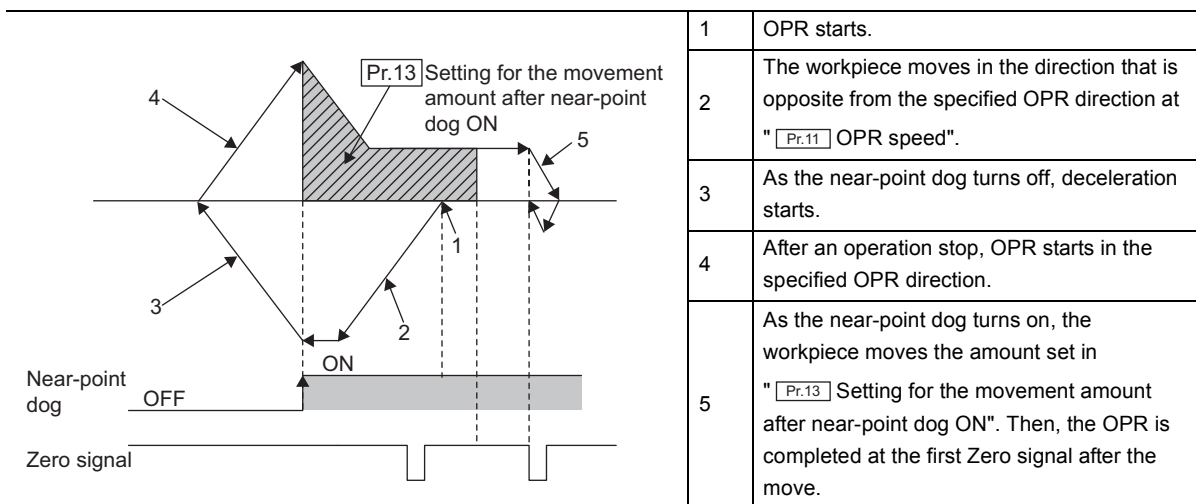 Pr.13 Setting for the movement
amount after near-point
dog ON
4
5
1
3
2
ON
Near-point
dog
OFF
Zero signal
1 OPR starts.
2 The workpiece moves in the direction that is
opposite from the specified OPR direction at
" Pr.11 OPR speed".
3 As the near-point dog turns off, deceleration
starts.
4 After an operation stop, OPR starts in the
specified OPR direction.
5 As the near-point dog turns on, the
workpiece moves the amount set in
" Pr.13 Setting for the movement amount
after near-point dog ON". Then, the OPR is
completed at the first Zero signal after the
move.